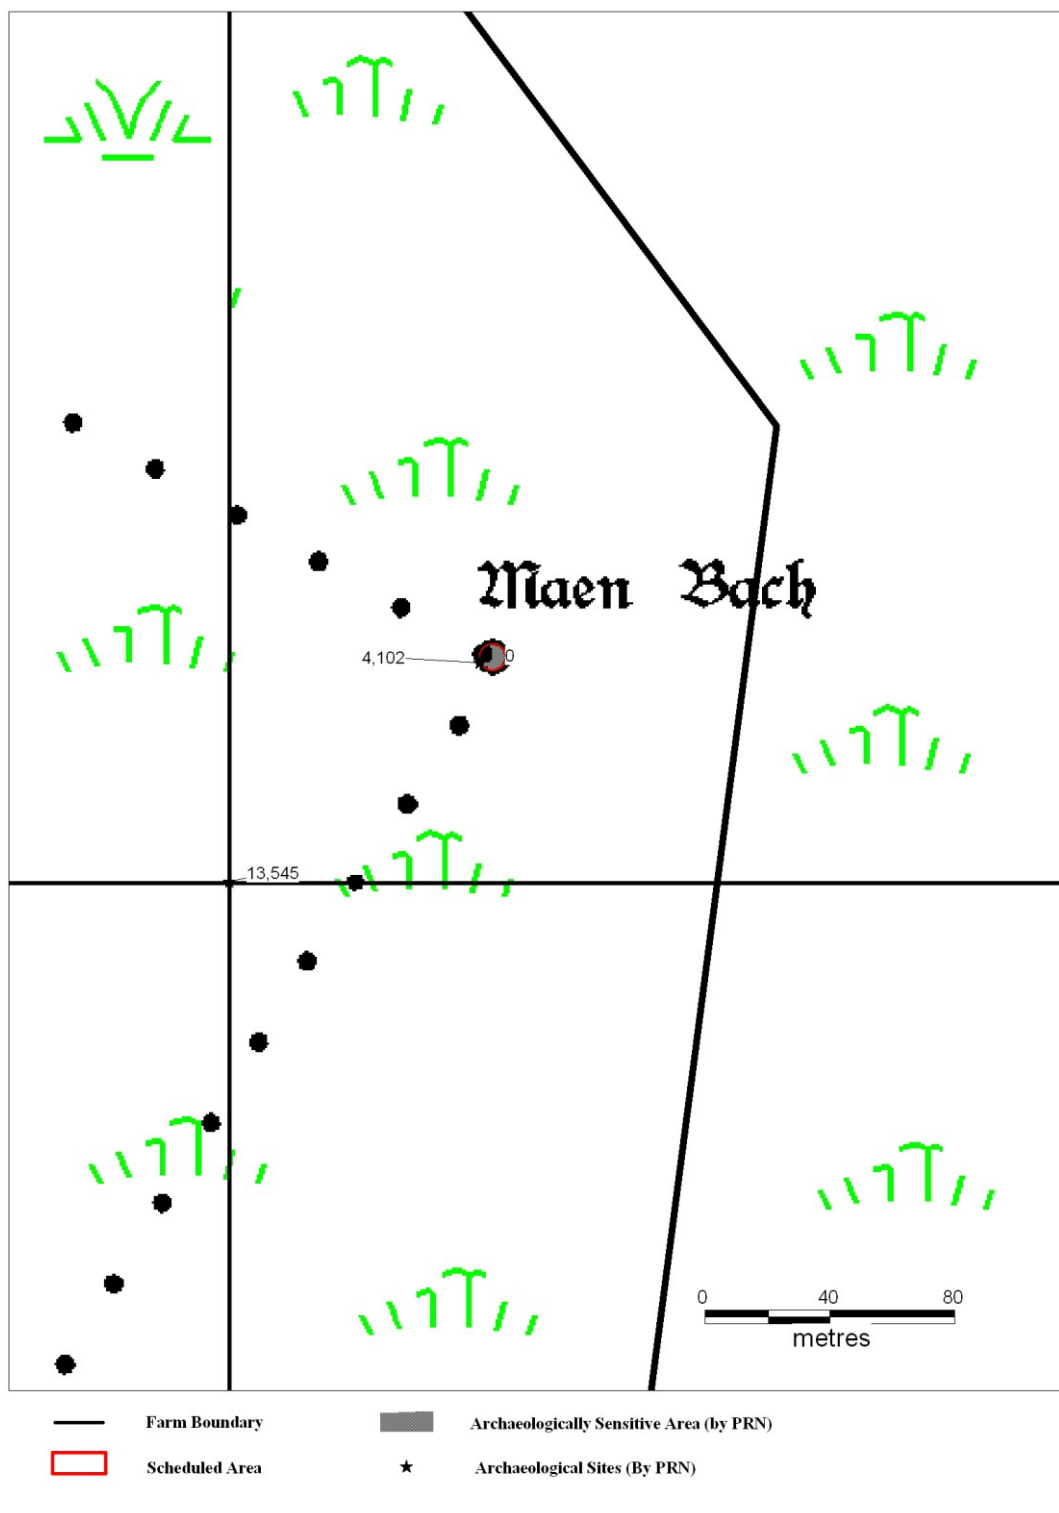 Maen Bach
4,102
0
13,545
0 40 80
metres
Farm Boundary
Archaeologically Sensitive Area (by PRN)
Scheduled Area
Archaeological Sites (By PRN)